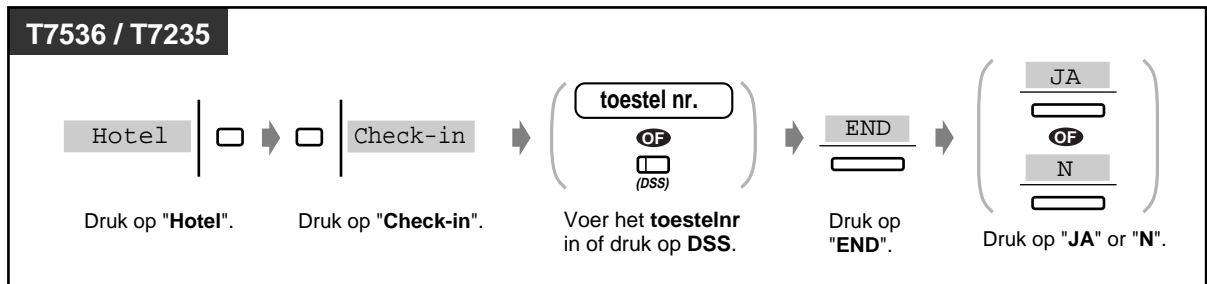 T7536 / T7235
Hotel
Check-in
toestel nr.
OF
(DSS)
END
JA
OF
N
Druk op "Hotel".
Druk op "Check-in".
Voer het toestelnr
in of druk op DSS.
Druk op
"END".
Druk op "JA" or "N".